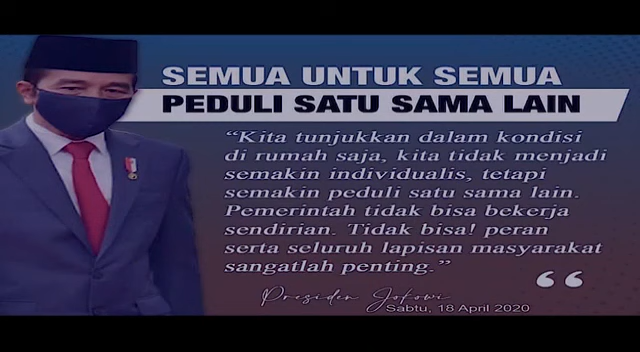 SEMUA UNTUK SEMUA
PEDULI SATU SAMA LAIN
“Kita tunjukkan dalam kondisi
di rumah saja, kita tidak menjadi
semakin individualis, tetapi
semakin peduli satu sama lain.
Pemerintah tidak bisa bekerja
sendirian. Tidak bisa! peran
serta seluruh lapisan masyarakat
sangatlah penting.”
Presiden Jokowi
Sabtu, 18 April 2020